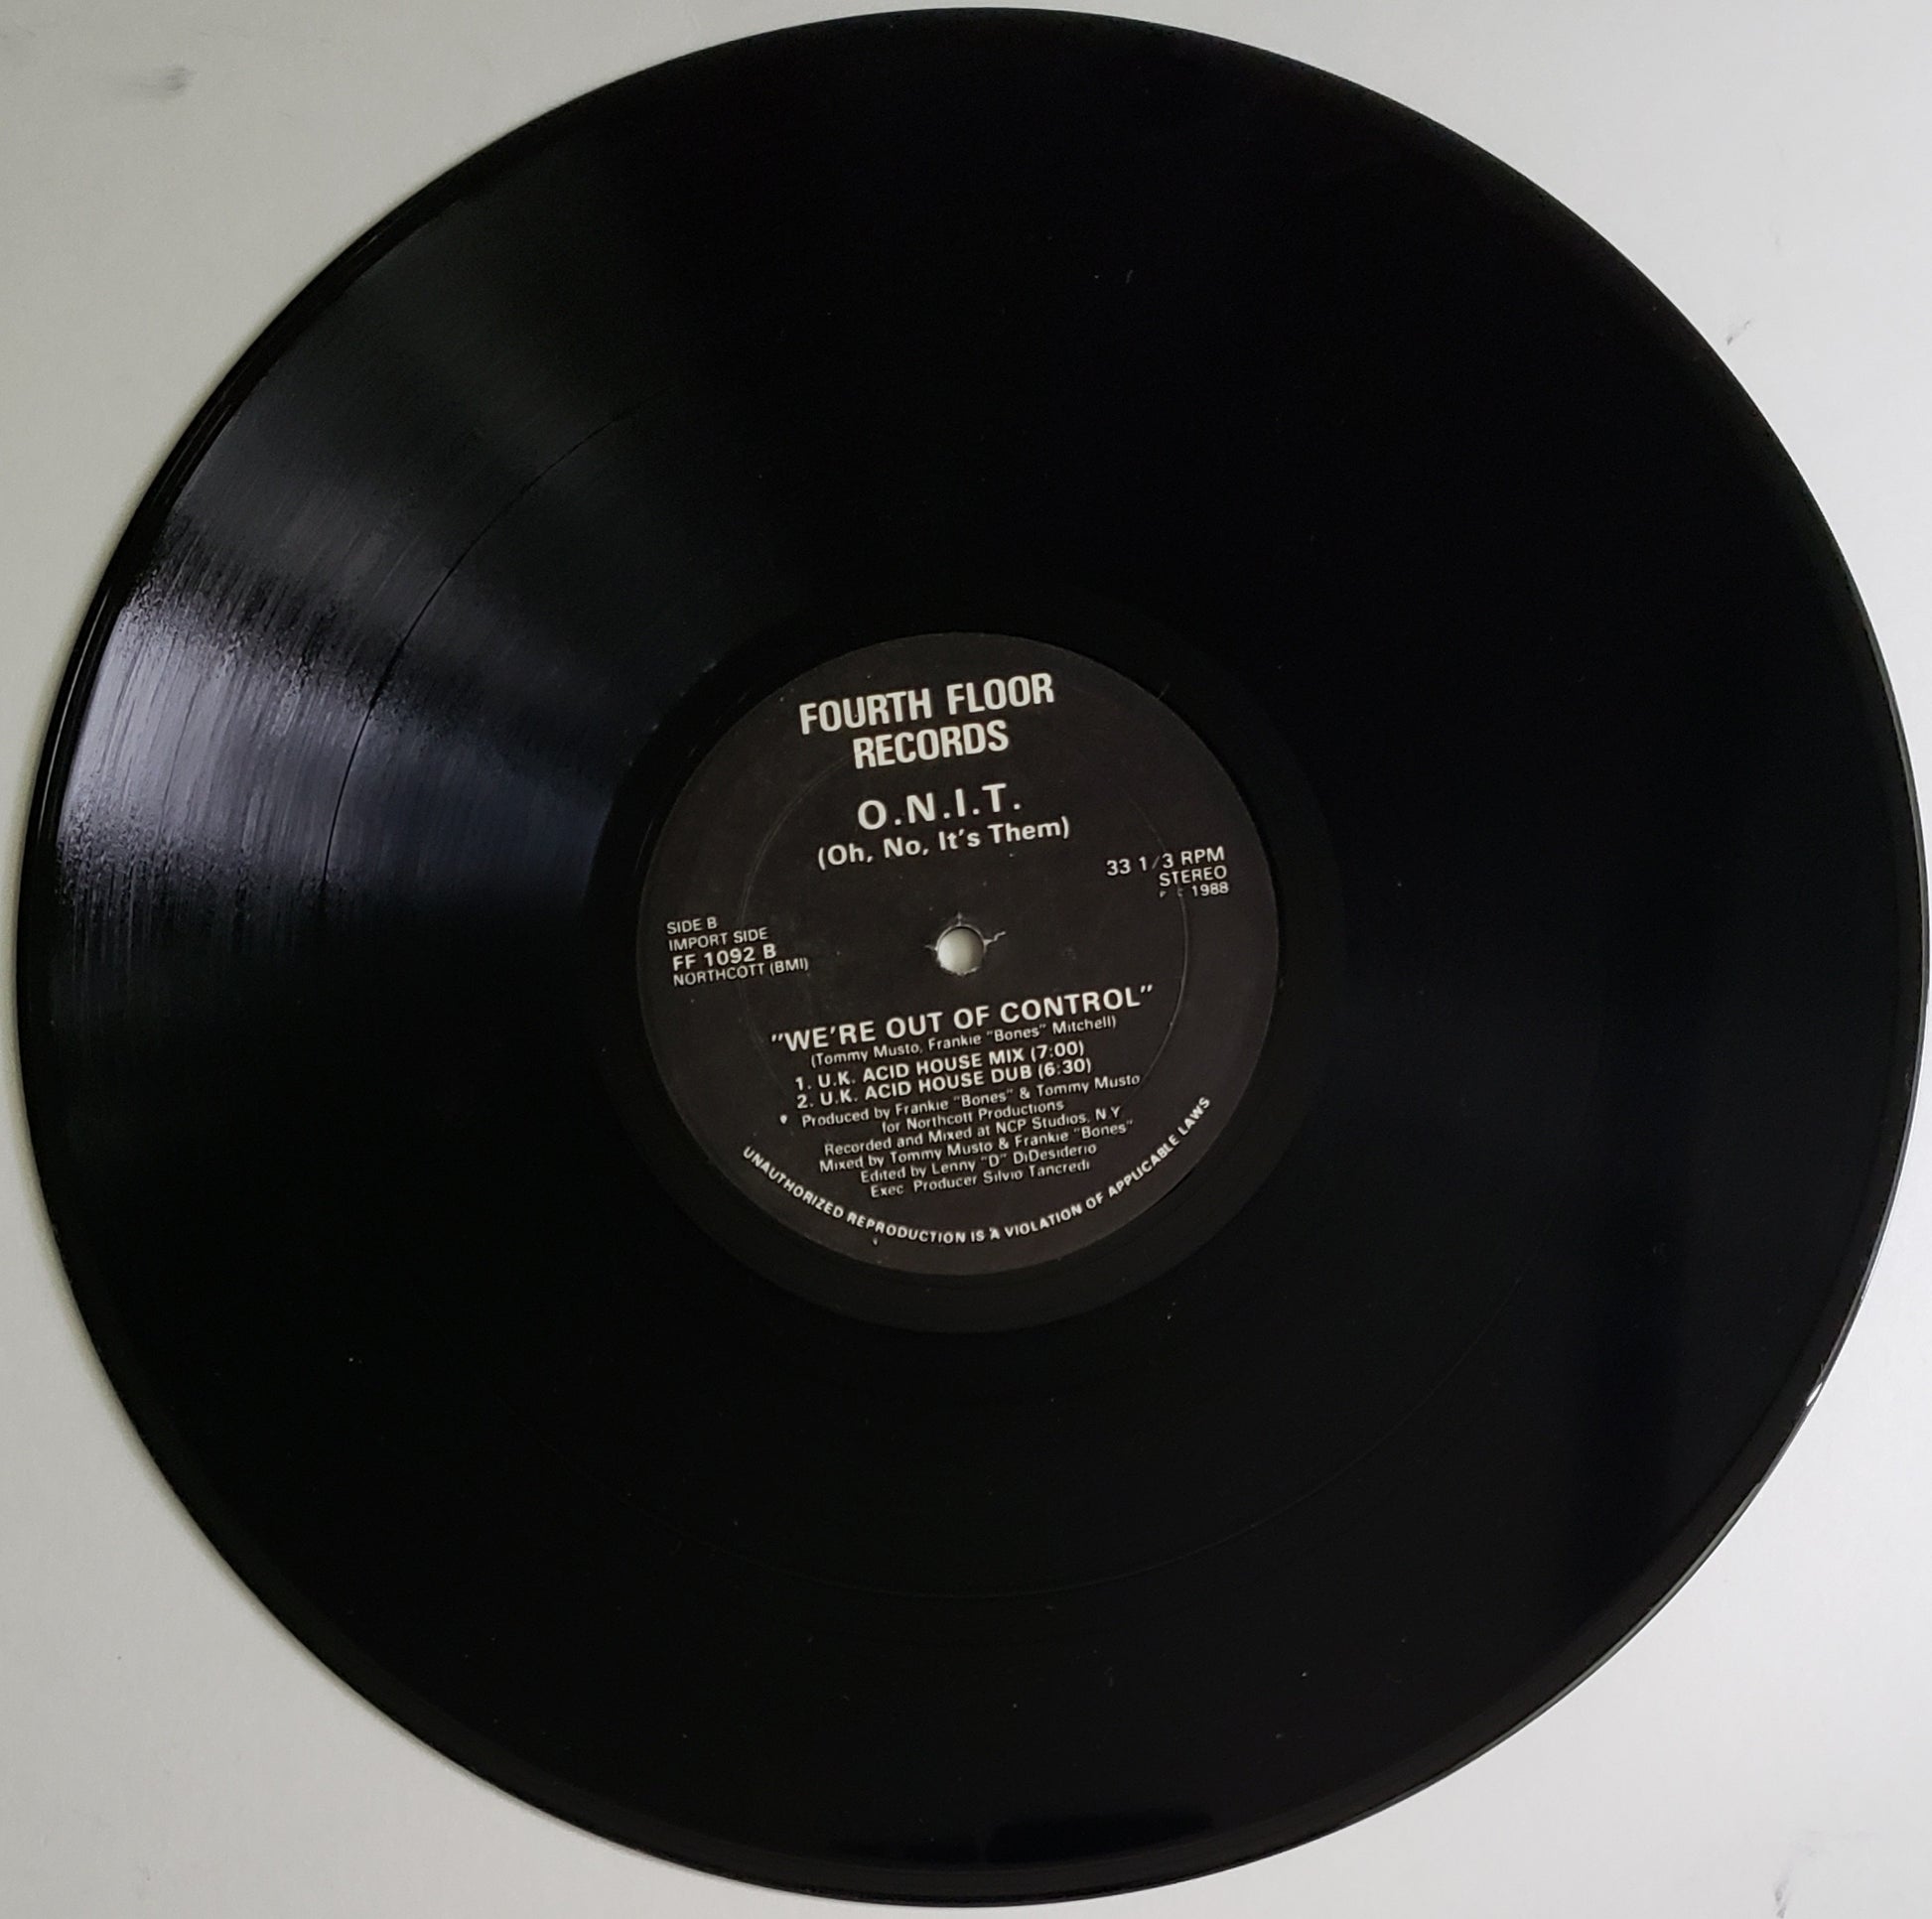 FOURTH FLOOR
RECORDS
O.N.I.T.
(Oh, No, It's Them)
33 1/3 RPM
STEREO
1988
SIDE B
IMPORT SIDE
FF 1092 B
NORTHCOTT (BMI)
"WE'RE OUT OF CONTROL"
(Tommy Musto, Frankie "Bones" Mitchell)
1. U.K. ACID HOUSE MIX (7:00)
2. U.K. ACID HOUSE DUB (6:30)
Produced by Frankie "Bones" & Tommy Musto
for Northcott Productions
Recorded and Mixed at NCP Studios, N.Y.
Mixed by Tommy Musto & Frankie "Bones"
Edited by Lenny "D" DiDesiderio
Exec. Producer Silvio Tancredi
UNAUTHORIZED REPRODUCTION IS A VIOLATION OF APPLICABLE LAWS